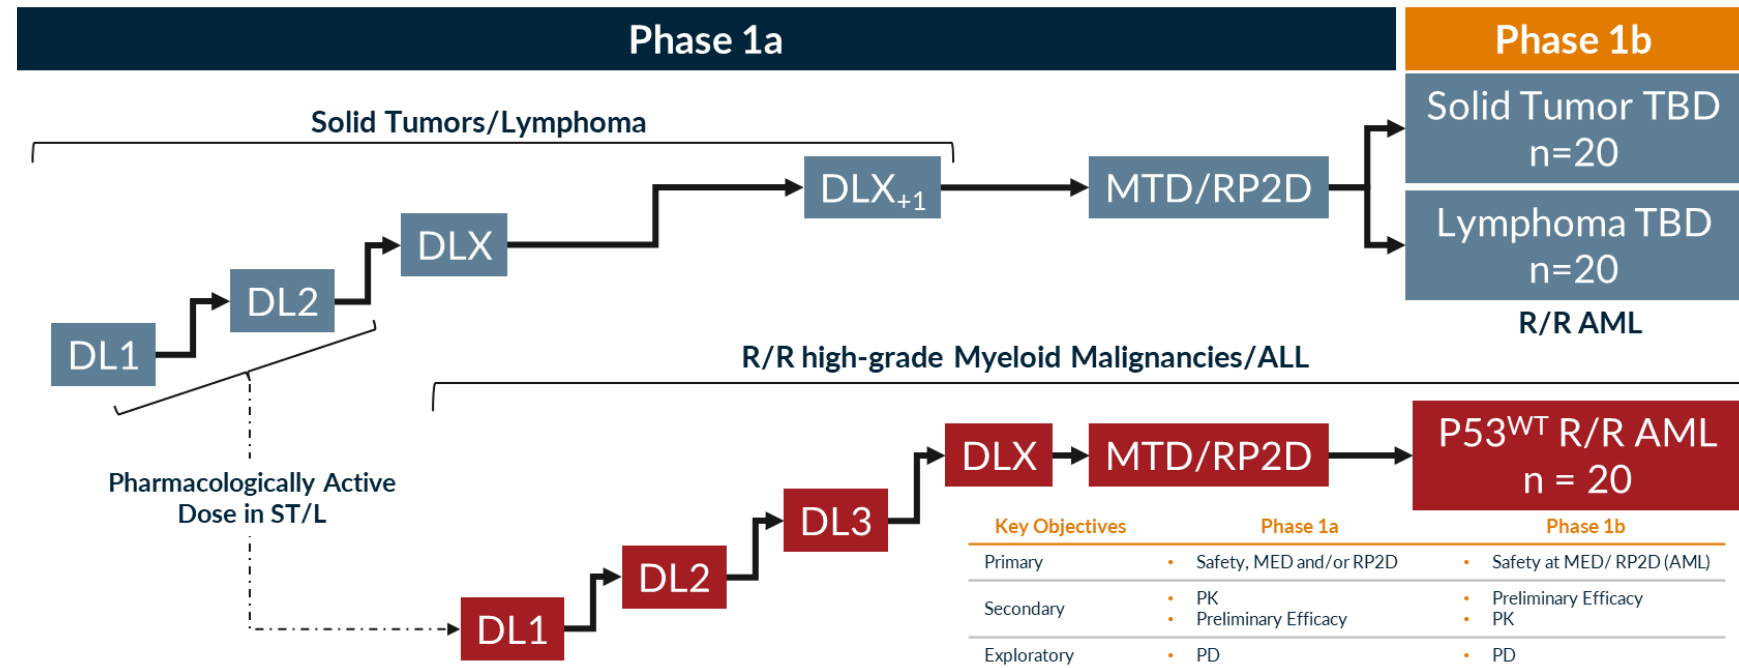 Phase 1a
Phase 1b
Solid Tumors/Lymphoma
DL1
DL2
DLX
DLX+1
MTD/RP2D
Solid Tumor TBD
n=20
Lymphoma TBD
n=20
R/R AML
R/R high-grade Myeloid Malignancies/ALL
Pharmacologically Active
Dose in ST/L
DL1
DL2
DL3
DLX
MTD/RP2D
P53WT R/R AML
n = 20
Key Objectives Phase 1a Phase 1b
Primary • Safety, MED and/or RP2D • Safety at MED/ RP2D (AML)
Secondary
• PK • Preliminary Efficacy
• Preliminary Efficacy • PK
Exploratory • PD • PD